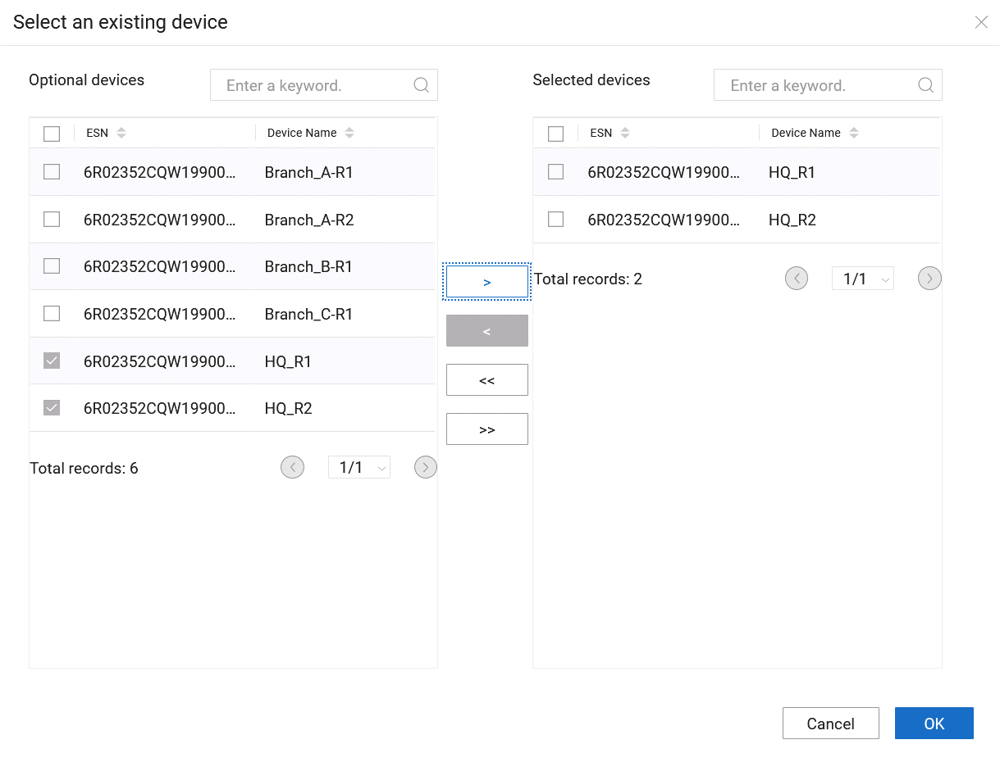 Select an existing device
Optional devices
Enter a keyword.
ESN Device Name
6R02352CQW19900... Branch_A-R1
6R02352CQW19900... Branch_A-R2
6R02352CQW19900... Branch_B-R1
6R02352CQW19900... Branch_C-R1
6R02352CQW19900... HQ_R1
6R02352CQW19900... HQ_R2
Total records: 6 1/1
>
<
<<
>>
Selected devices
Enter a keyword.
ESN Device Name
6R02352CQW19900... HQ_R1
6R02352CQW19900... HQ_R2
Total records: 2 1/1
Cancel OK